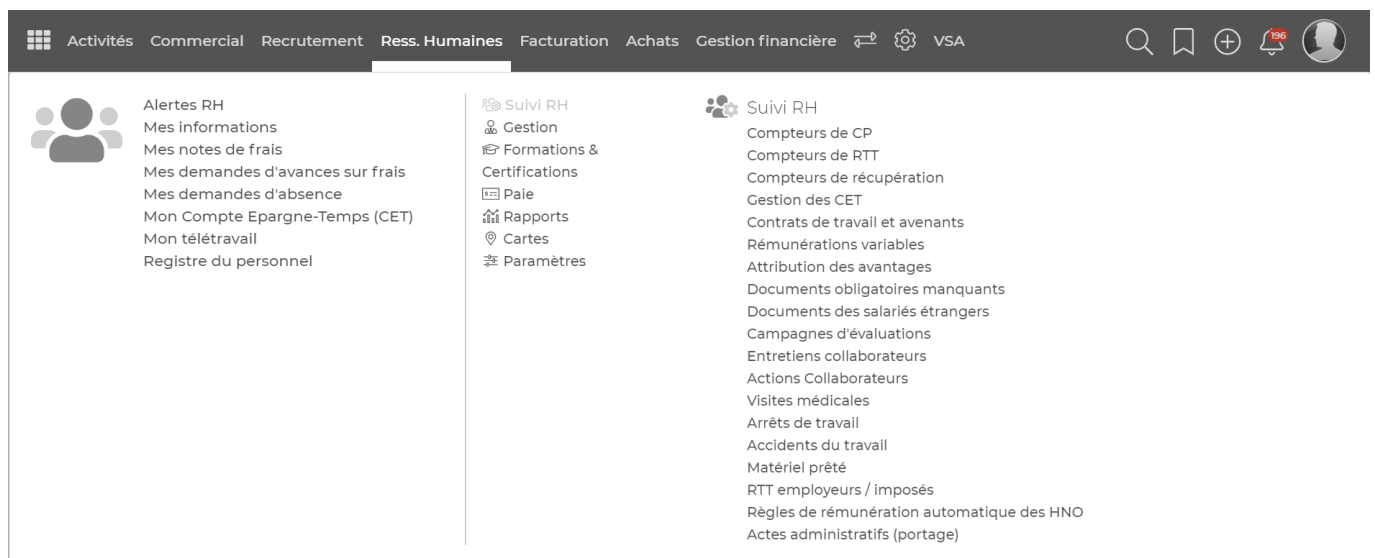 Activités Commercial Recrutement Ress. Humaines Facturation Achats Gestion financière VSA 196
Alertes RH
Mes informations
Mes notes de frais
Mes demandes d'avances sur frais
Mes demandes d'absence
Mon Compte Epargne-Temps (CET)
Mon télétravail
Registre du personnel
Suivi RH
Gestion
Formations &
Certifications
Paie
Rapports
Cartes
Paramètres
Suivi RH
Compteurs de CP
Compteurs de RTT
Compteurs de récupération
Gestion des CET
Contrats de travail et avenants
Rémunérations variables
Attribution des avantages
Documents obligatoires manquants
Documents des salariés étrangers
Campagnes d'évaluations
Entretiens collaborateurs
Actions Collaborateurs
Visites médicales
Arrêts de travail
Accidents du travail
Matériel prêté
RTT employeurs / imposés
Règles de rémunération automatique des HNO
Actes administratifs (portage)